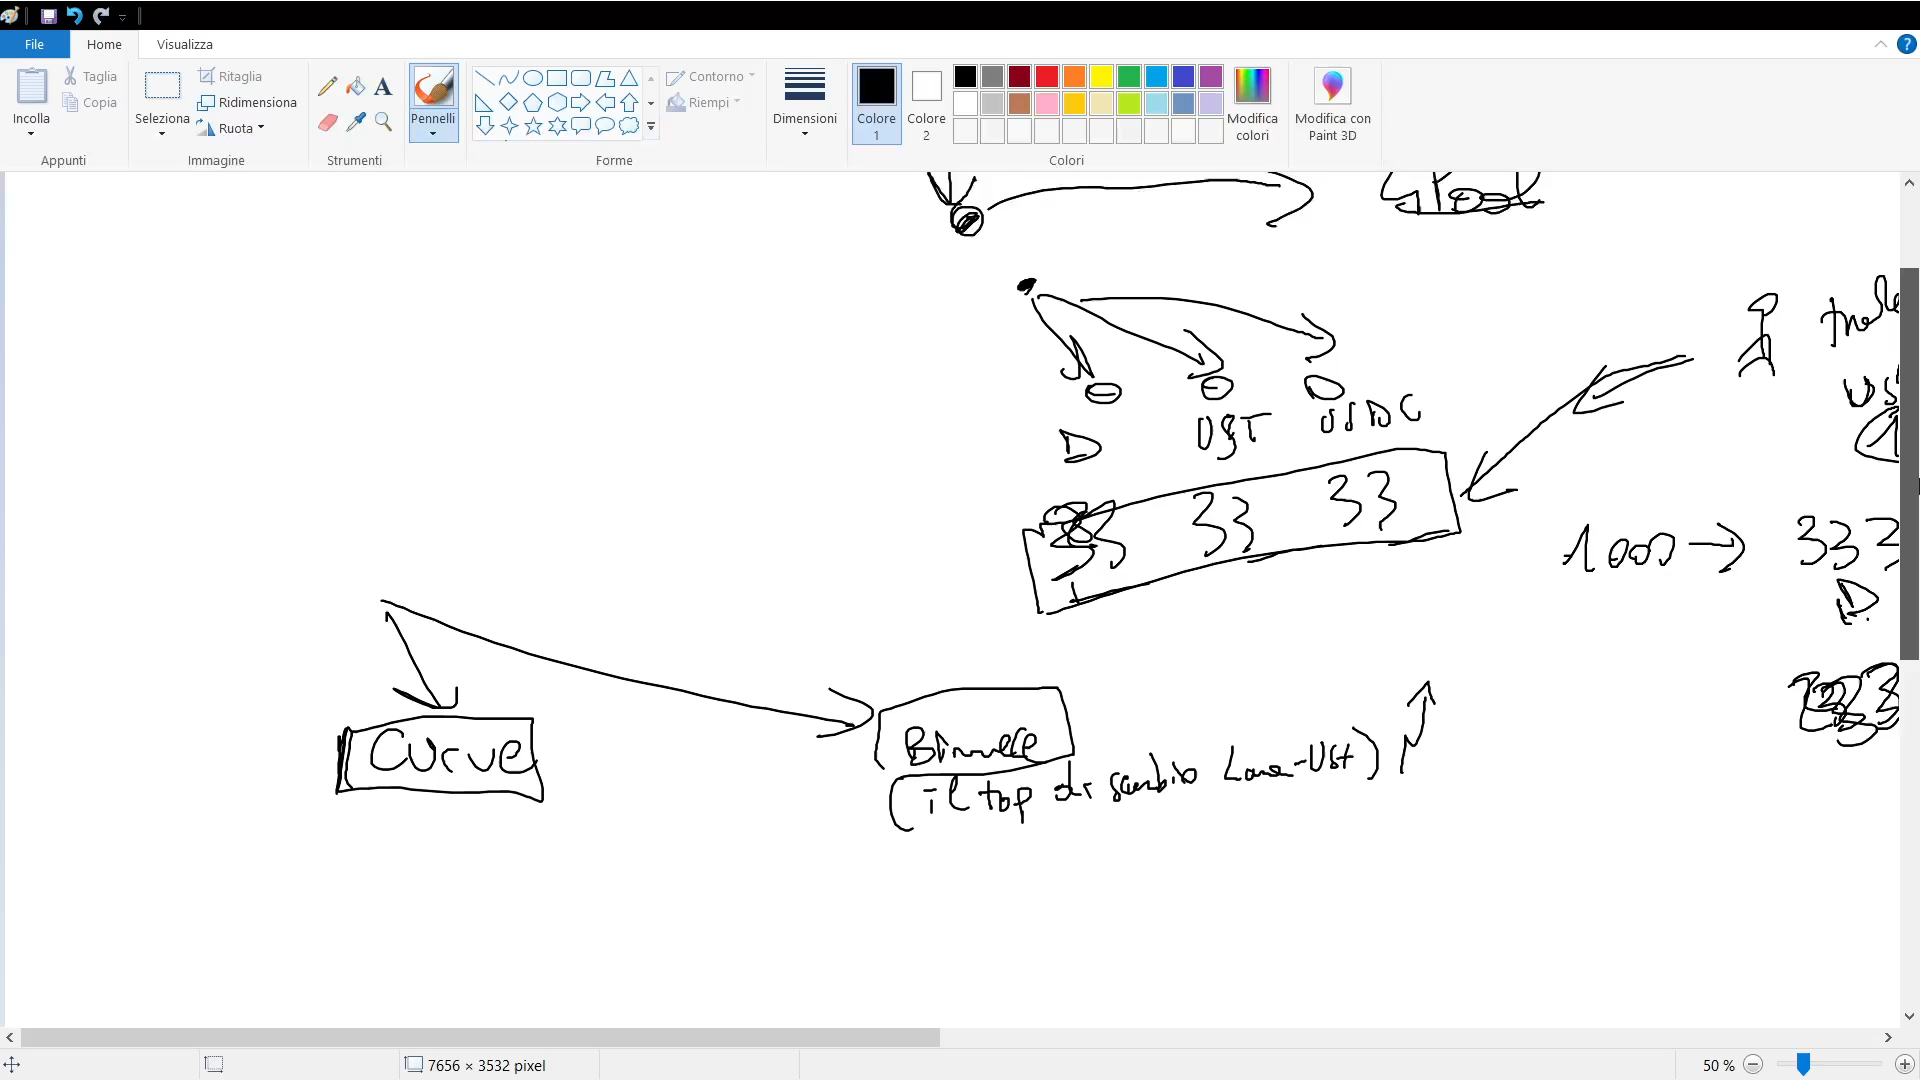 File Home Visualizza
Incolla
Taglia
Copia
Appunti
Seleziona
Ritaglia
Ridimensiona
Ruota
Immagine
Strumenti
Pennelli
Contorno
Riempi
Forme
Dimensioni
Colore 1
Colore 2
Modifica colori
Colori
Modifica con Paint 3D
4Pool
D UST USDC
33 33
1000 → 333
D
Curve
(il top di scambio Luna-Ust)
7656 × 3532 pixel
50 %